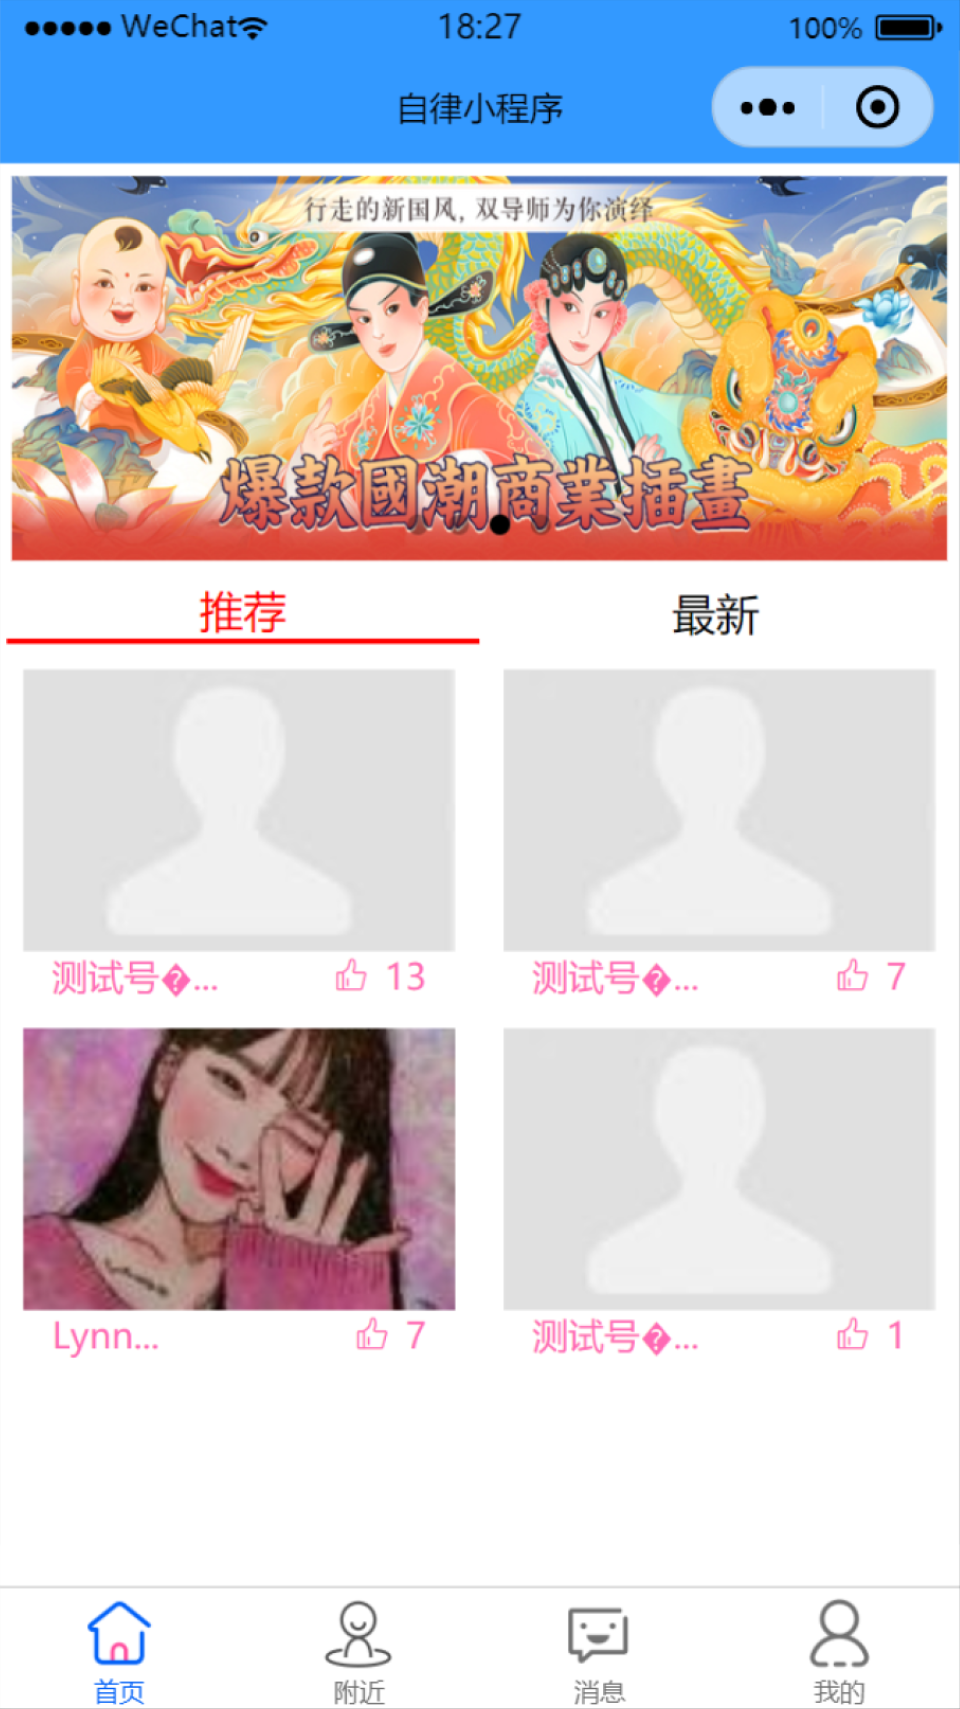 WeChat 18:27 100%
自律小程序
行走的新国风, 双导师为你演绎
爆款國潮商業插畫
推荐 最新
测试号�... 13 测试号�... 7
Lynn... 7 测试号�... 1
首页 附近 消息 我的